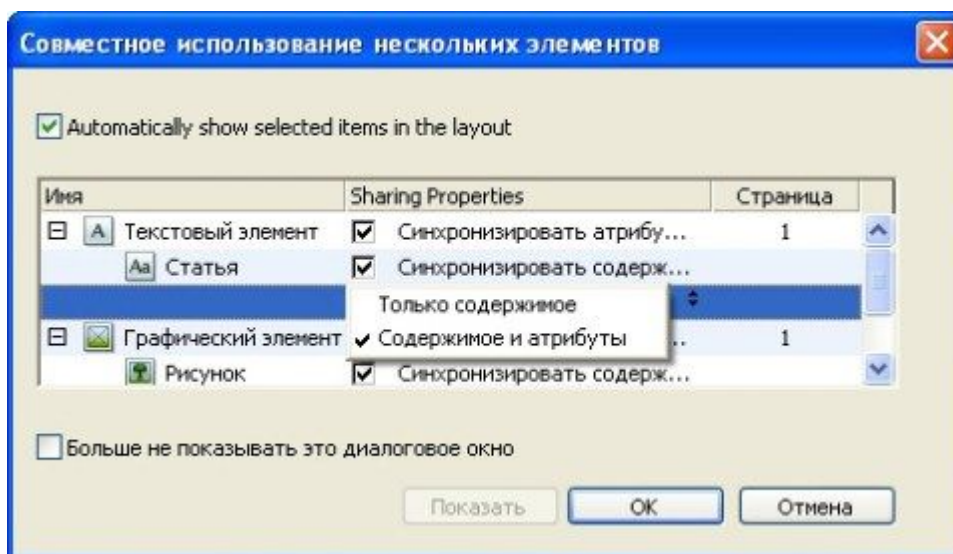 Совместное использование нескольких элементов
Automatically show selected items in the layout
Имя Sharing Properties Страница
A Текстовый элемент Синхронизировать атрибу... 1
Aa Статья Синхронизировать содерж...
Только содержимое
Графический элемент Содержимое и атрибуты .. 1
Рисунок Синхронизировать содерж...
Больше не показывать это диалоговое окно
Показать OK Отмена